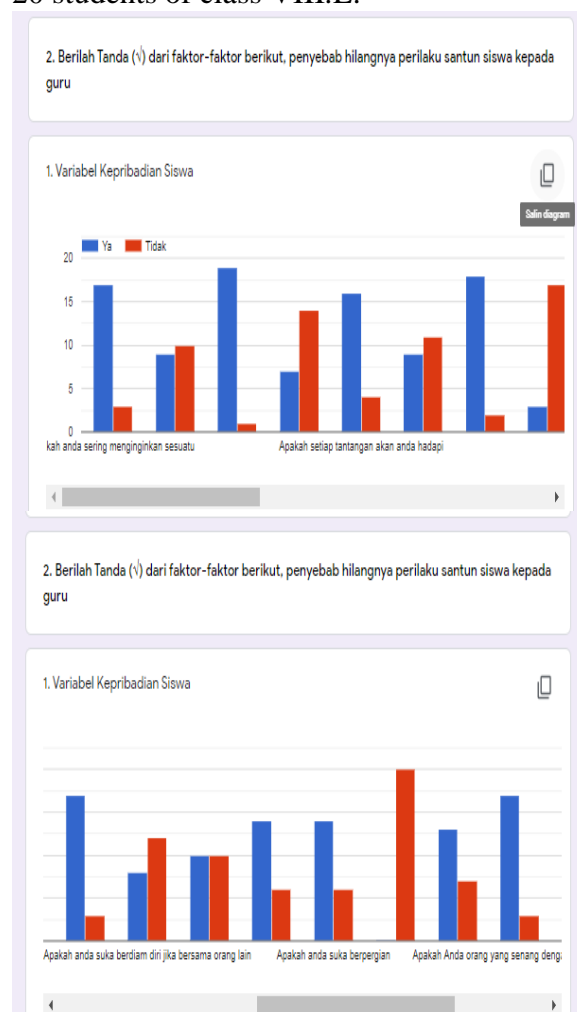 20 students of class VIII.E.
2. Berilah Tanda (√) dari faktor-faktor berikut, penyebab hilangnya perilaku santun siswa kepada
guru
1. Variabel Kepribadian Siswa
Salin diagram
Ya Tidak
20
15
10
5
0
kah anda sering menginginkan sesuatu Apakah setiap tantangan akan anda hadapi
2. Berilah Tanda (√) dari faktor-faktor berikut, penyebab hilangnya perilaku santun siswa kepada
guru
1. Variabel Kepribadian Siswa
Apakah anda suka berdiam diri jika bersama orang lain Apakah anda suka berpergian Apakah Anda orang yang senang deng